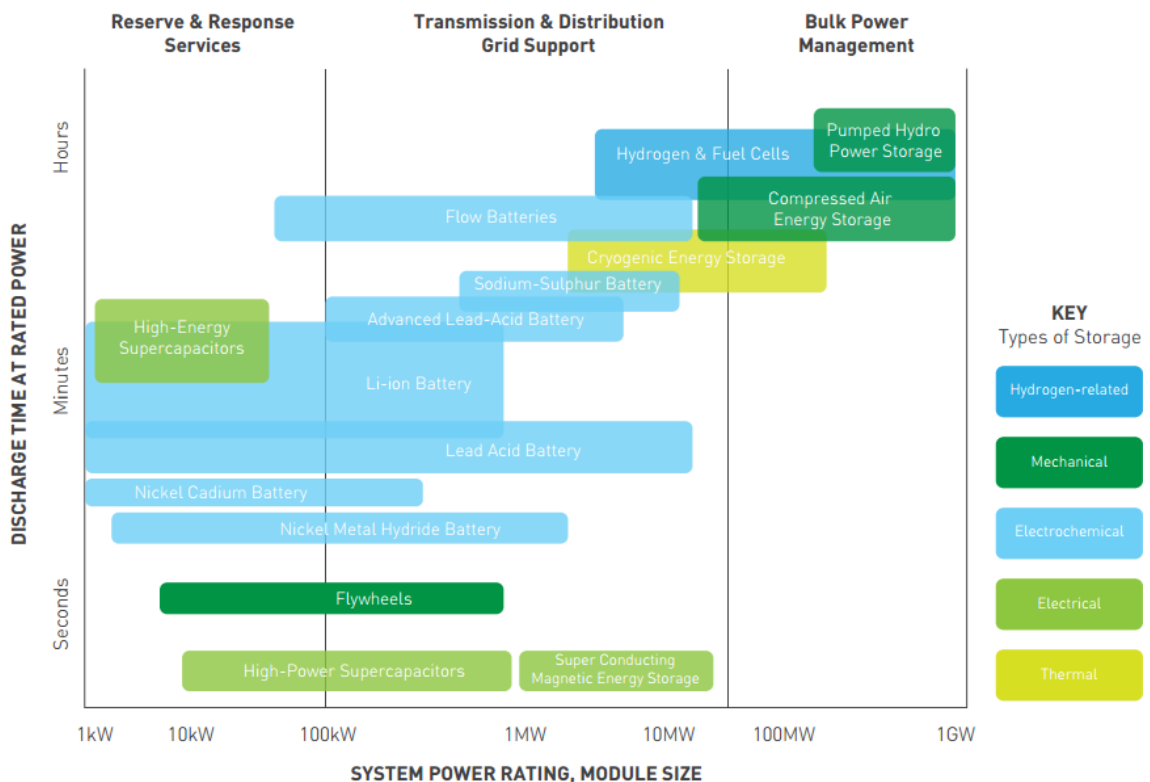 Reserve & Response
Services
Transmission & Distribution
Grid Support
Bulk Power
Management
DISCHARGE TIME AT RATED POWER
Hours
Minutes
Seconds
Pumped Hydro
Power Storage
Hydrogen & Fuel Cells
Compressed Air
Energy Storage
Flow Batteries
Cryogenic Energy Storage
Sodium-Sulphur Battery
Advanced Lead-Acid Battery
High-Energy
Supercapacitors
Li-ion Battery
Lead Acid Battery
Nickel Cadium Battery
Nickel Metal Hydride Battery
Flywheels
High-Power Supercapacitors
Super Conducting
Magnetic Energy Storage
1kW
10kW
100kW
1MW
10MW
100MW
1GW
SYSTEM POWER RATING, MODULE SIZE
KEY
Types of Storage
Hydrogen-related
Mechanical
Electrochemical
Electrical
Thermal